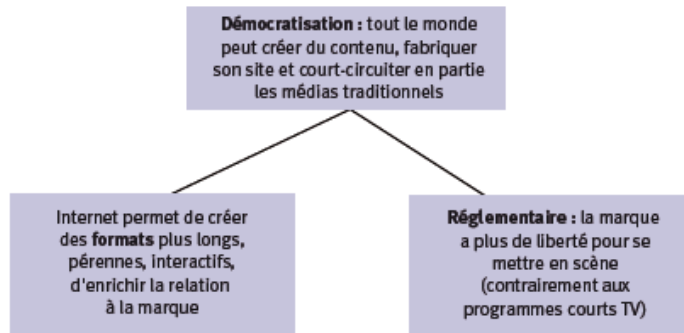 Démocratisation : tout le monde
peut créer du contenu, fabriquer
son site et court-circuiter en partie
les médias traditionnels
Internet permet de créer
des formats plus longs,
pérennes, interactifs,
d'enrichir la relation
à la marque
Réglementaire : la marque
a plus de liberté pour se
mettre en scène
(contrairement aux
programmes courts TV)